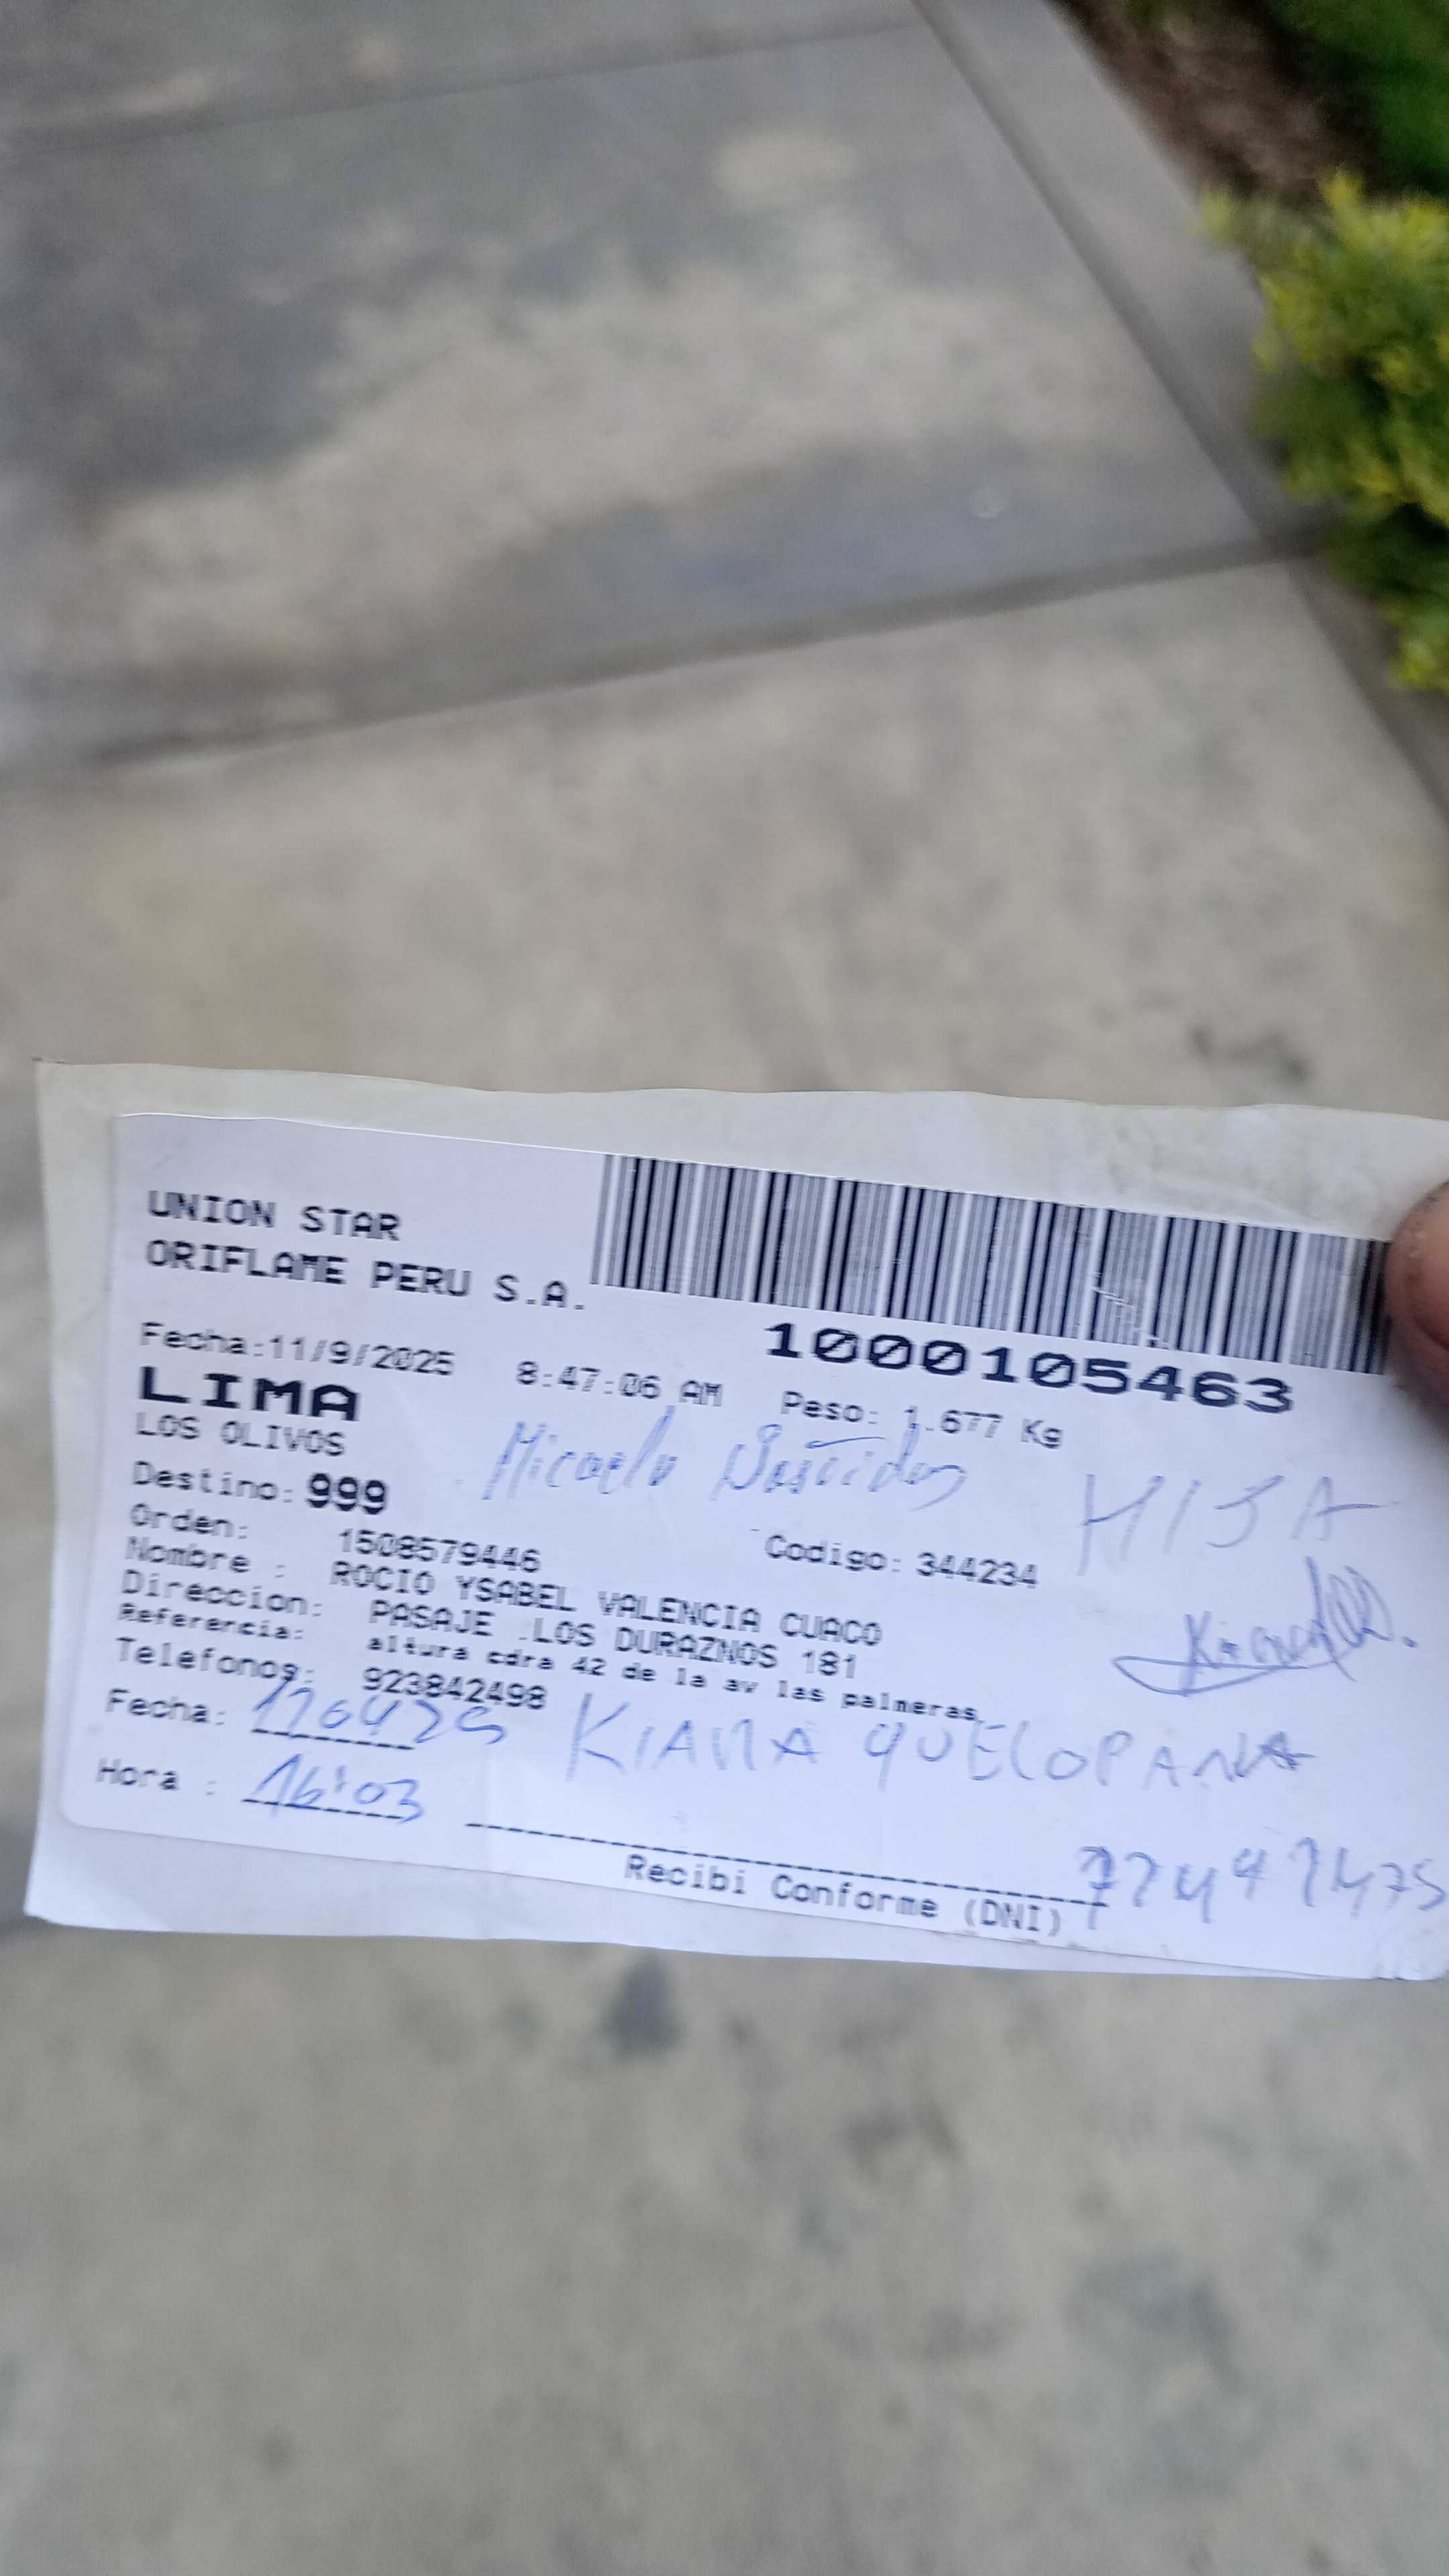 UNION STAR
ORIFLAME PERU S.A.
1000105463
Fecha:11/9/2025 8:47:06 AM Peso: 1.677 Kg
LIMA
LOS OLIVOS
Micaela Bastidas
HIJA
Destino: 999
Orden: 1508579446 Codigo: 344234
Nombre : ROCIO YSABEL VALENCIA CUACO
Direccion: PASAJE .LOS DURAZNOS 181
Referencia: altura cdra 42 de la av las palmeras
Telefonos: 923842498
Fecha:
KIARA QUELOPANA
Hora : 16:03
Recibi Conforme (DNI)